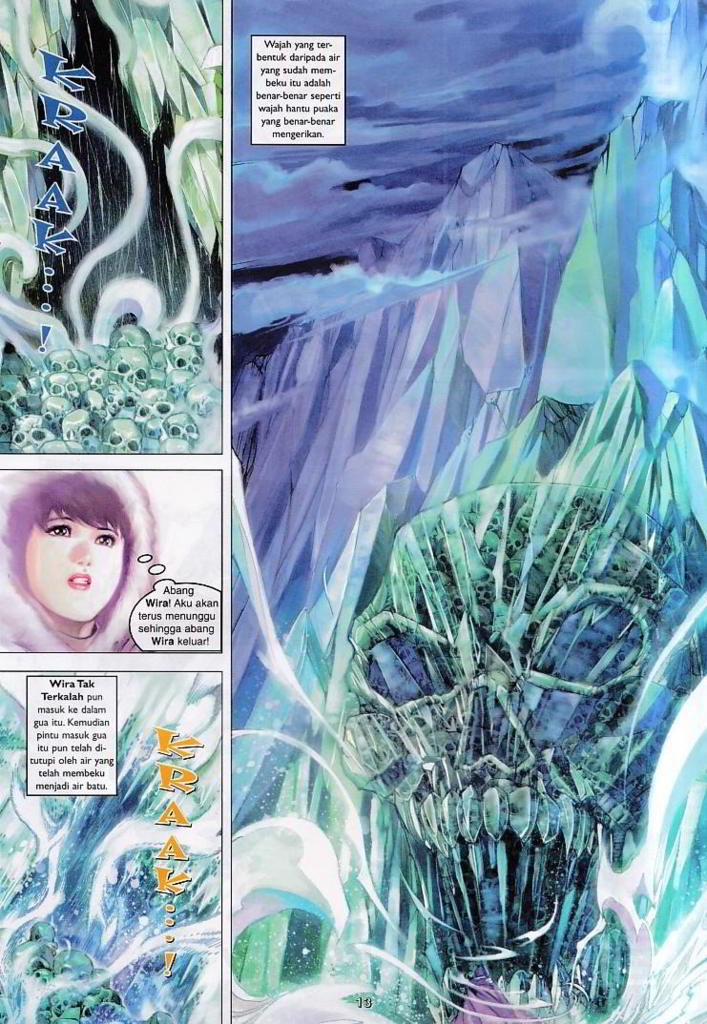 KRAAK...!
Abang
Wira! Aku akan
terus menunggu
sehingga abang
Wira keluar!
Wira Tak
Terkalah pun
masuk ke dalam
gua itu. Kemudian
pintu masuk gua
itu pun telah di-
tutupi oleh air yang
telah membeku
menjadi air batu.
KRAAK...!
Wajah yang ter-
bentuk daripada air
yang sudah mem-
beku itu adalah
benar-benar seperti
wajah hantu puaka
yang benar-benar
mengerikan.
13